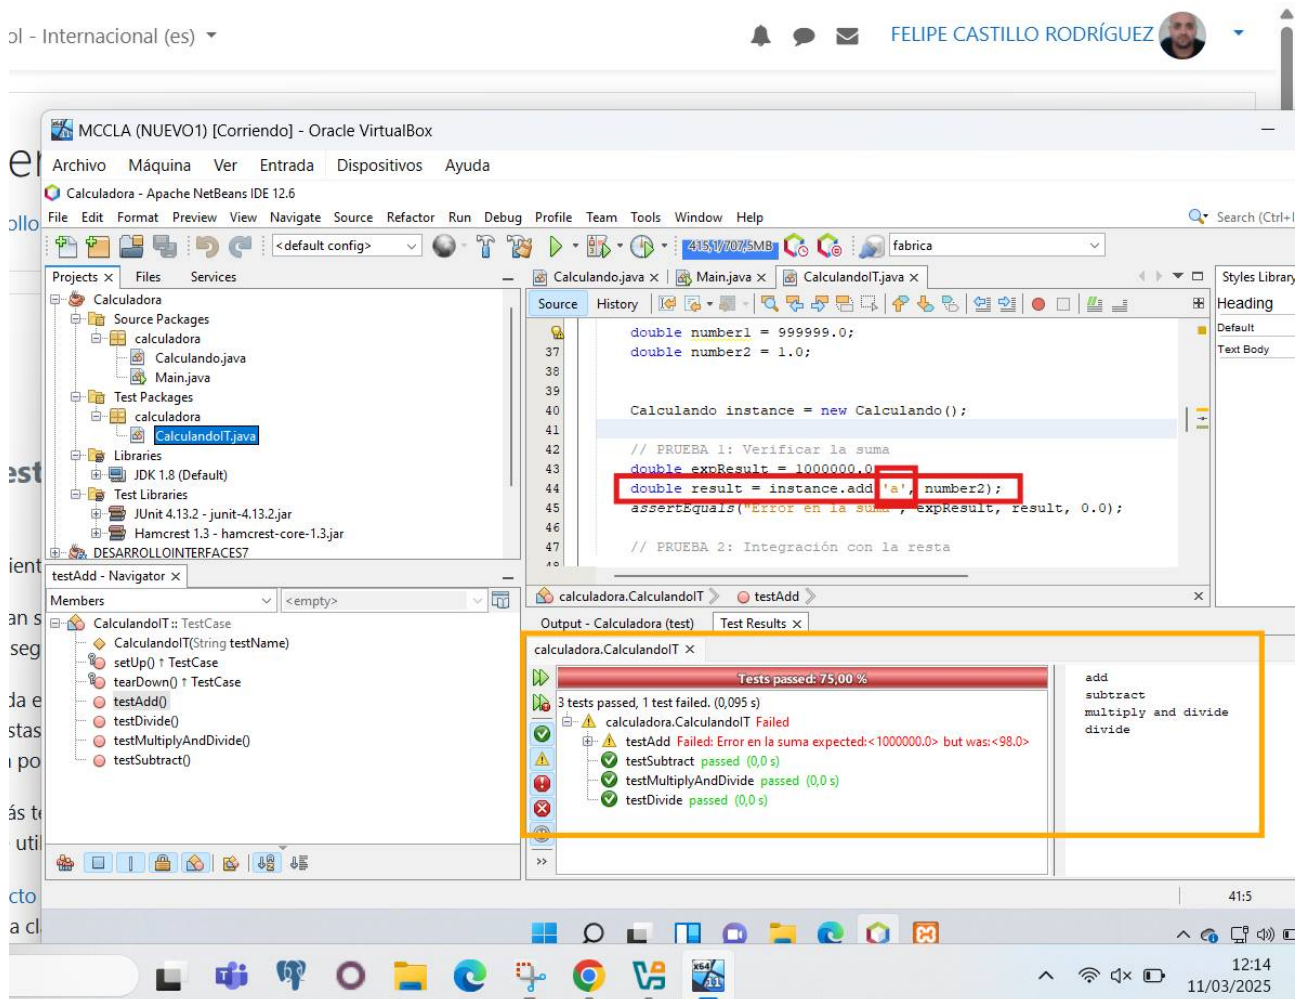 ol - Internacional (es)
FELIPE CASTILLO RODRÍGUEZ
MCCLA (NUEVO1) [Corriendo] - Oracle VirtualBox
Archivo Máquina Ver Entrada Dispositivos Ayuda
Calculadora - Apache NetBeans IDE 12.6
File Edit Format Preview View Navigate Source Refactor Run Debug Profile Team Tools Window Help
Search (Ctrl+I
<default config>
415,1/707,5MB
fabrica
Projects Files Services
Calculadora
Source Packages
calculadora
Calculando.java
Main.java
Test Packages
calculadora
CalculandoIT.java
Libraries
JDK 1.8 (Default)
Test Libraries
JUnit 4.13.2 - junit-4.13.2.jar
Hamcrest 1.3 - hamcrest-core-1.3.jar
DESARROLLOINTERFACES7
Calculando.java Main.java CalculandoIT.java
Source History
double number1 = 999999.0;
37 double number2 = 1.0;
38
39
40 Calculando instance = new Calculando();
41
42 // PRUEBA 1: Verificar la suma
43 double expResult = 1000000.0
44 double result = instance.add('a', number2);
45 assertEquals("Error en la suma", expResult, result, 0.0);
46
47 // PRUEBA 2: Integración con la resta
48
Styles Library
Heading
Default
Text Body
testAdd - Navigator
Members
<empty>
CalculandoIT :: TestCase
CalculandoIT(String testName)
setUp() ↑ TestCase
tearDown() ↑ TestCase
testAdd()
testDivide()
testMultiplyAndDivide()
testSubtract()
calculadora.CalculandoIT testAdd
Output - Calculadora (test) Test Results
calculadora.CalculandoIT
Tests passed: 75,00 %
3 tests passed, 1 test failed. (0,095 s)
calculadora.CalculandoIT Failed
testAdd Failed: Error en la suma expected:<1000000.0> but was:<98.0>
testSubtract passed (0,0 s)
testMultiplyAndDivide passed (0,0 s)
testDivide passed (0,0 s)
add
subtract
multiply and divide
divide
41:5
12:14
11/03/2025